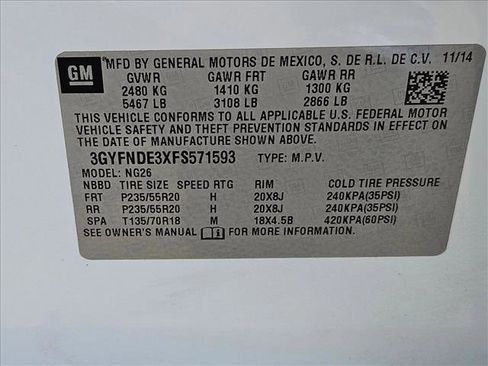 GM
MFD BY GENERAL MOTORS DE MEXICO, S. DE R.L. DE C.V. 11/14
GVWR GAWR FRT GAWR RR
2480 KG 1410 KG 1300 KG
5467 LB 3108 LB 2866 LB
THIS VEHICLE CONFORMS TO ALL APPLICABLE U.S. FEDERAL MOTOR
VEHICLE SAFETY AND THEFT PREVENTION STANDARDS IN EFFECT ON
THE DATE OF MANUFACTURE SHOWN ABOVE.
3GYFNDE3XFS571593 TYPE: M.P.V.
MODEL: NG26
NBBD TIRE SIZE SPEED RTG RIM COLD TIRE PRESSURE
FRT P235/55R20 H 20X8J 240KPA(35PSI)
RR P235/55R20 H 20X8J 240KPA(35PSI)
SPA T135/70R18 M 18X4.5B 420KPA(60PSI)
SEE OWNER'S MANUAL FOR MORE INFORMATION